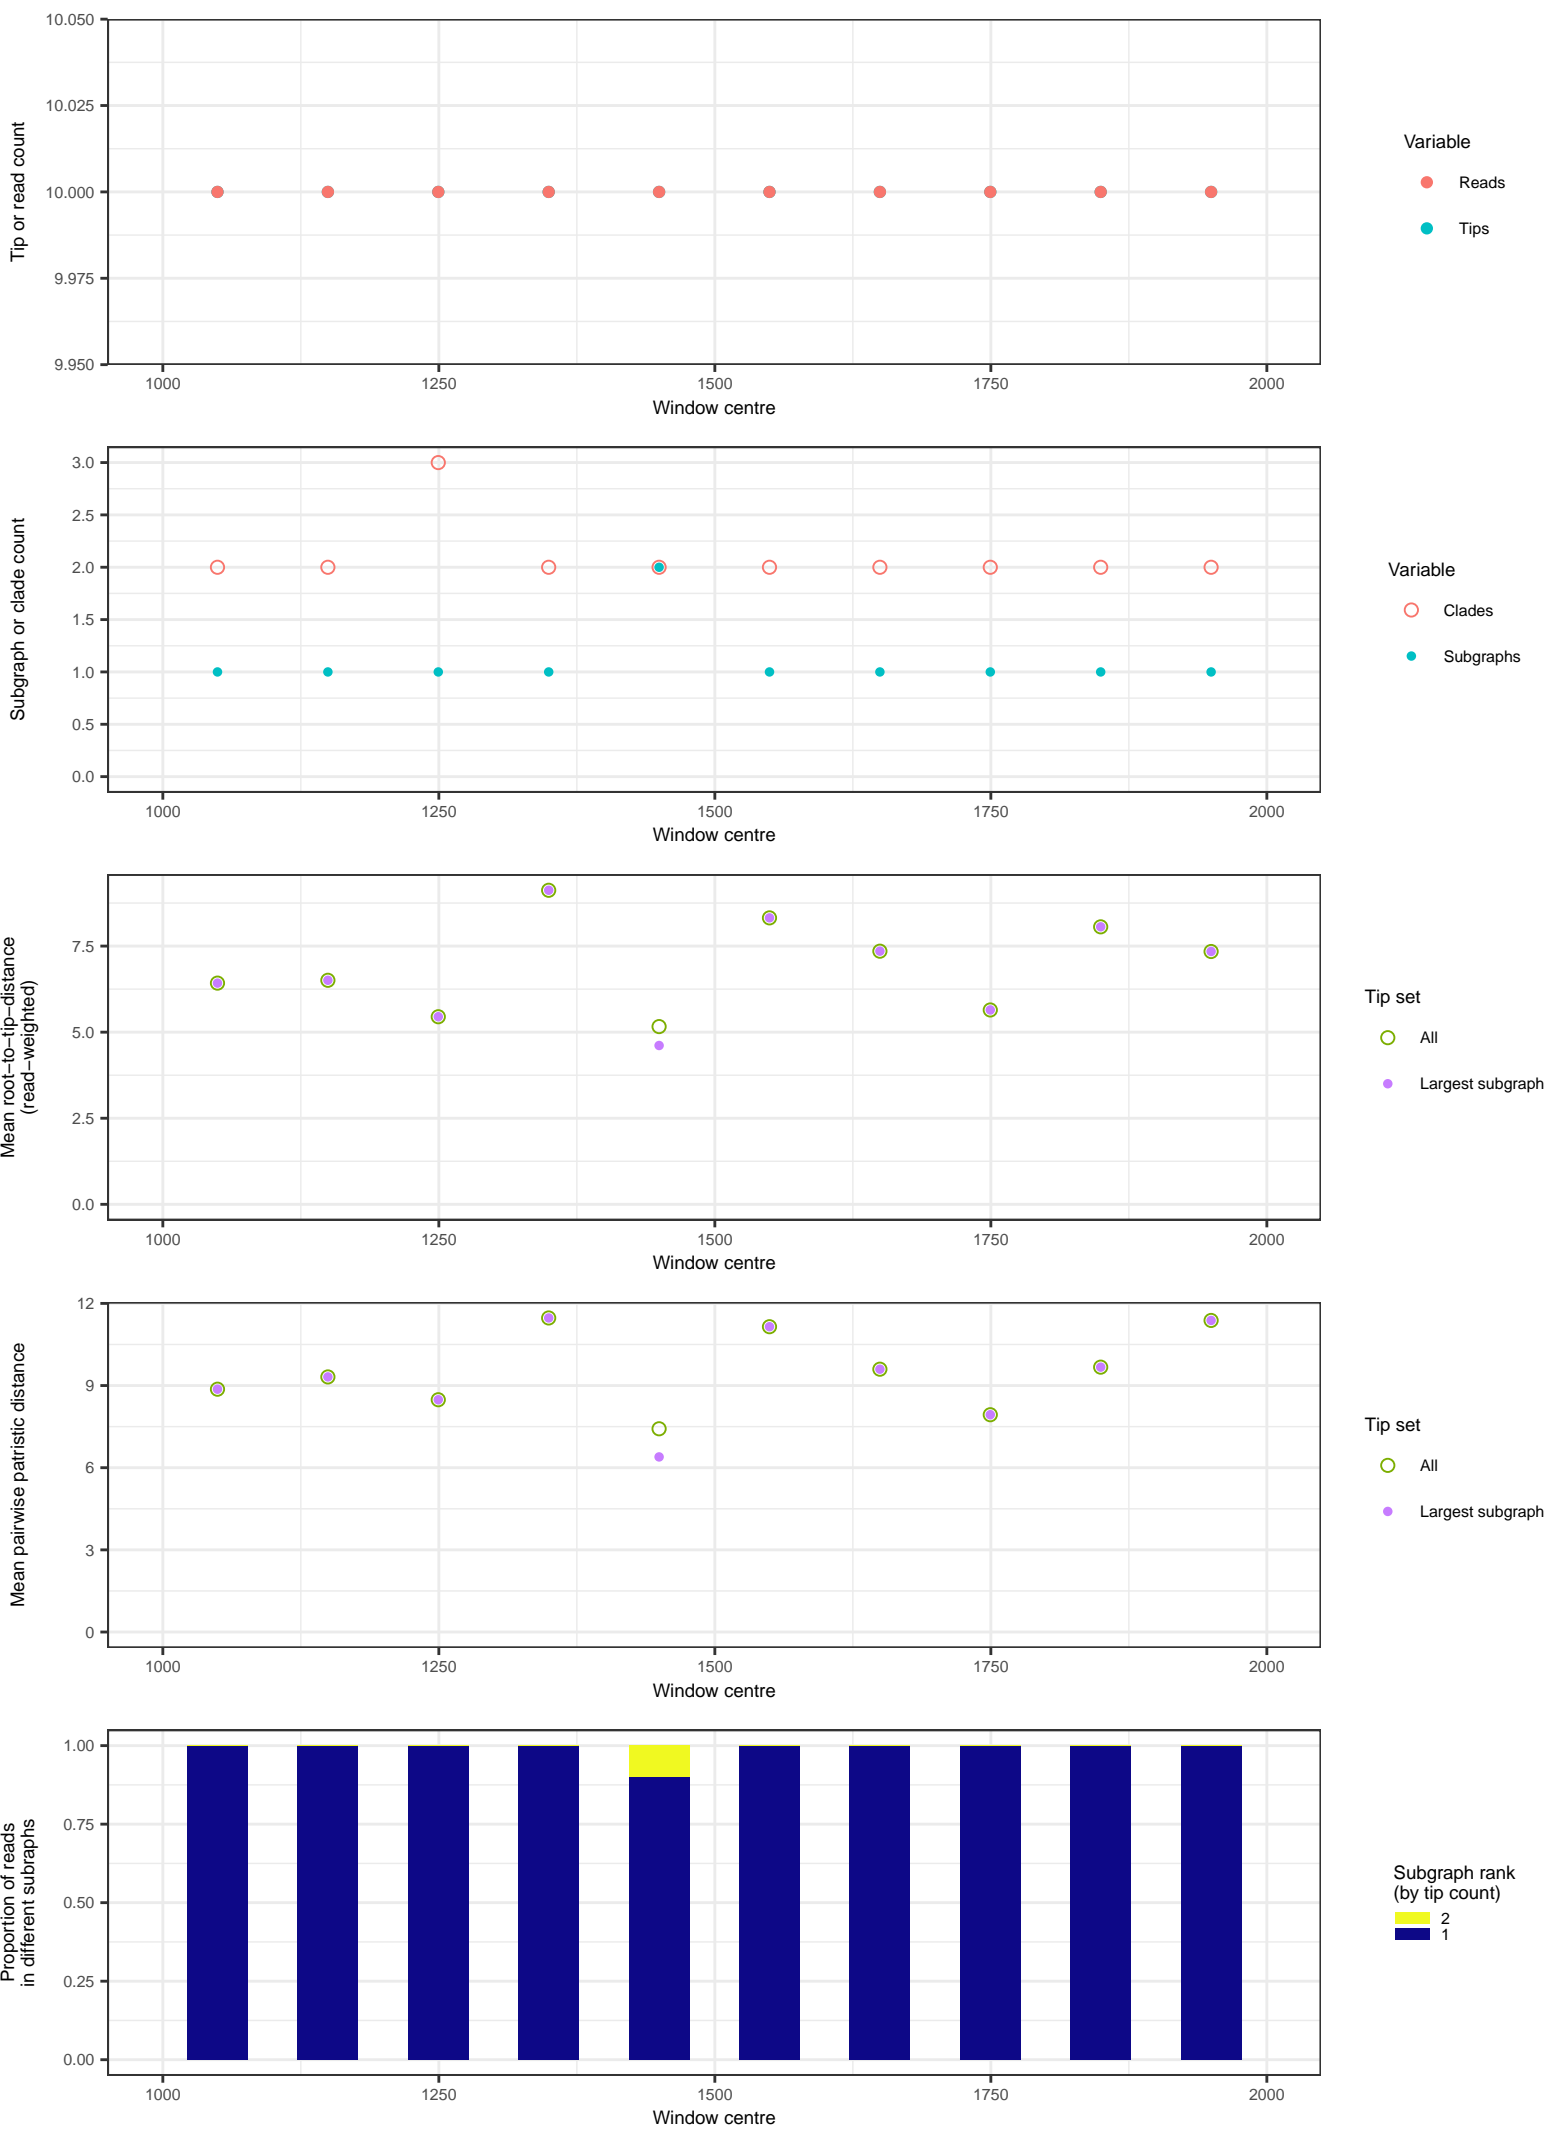 10.050
10.025
10.000
9.975
9.950
Tip or read count
1000 1250 1500 1750 2000
Window centre
Variable
Reads
Tips
3.0
2.5
2.0
1.5
1.0
0.5
0.0
Subgraph or clade count
1000 1250 1500 1750 2000
Window centre
Variable
Clades
Subgraphs
7.5
5.0
2.5
0.0
Mean root−to−tip−distance
(read−weighted)
1000 1250 1500 1750 2000
Window centre
Tip set
All
Largest subgraph
12
9
6
3
0
Mean pairwise patristic distance
1000 1250 1500 1750 2000
Window centre
Tip set
All
Largest subgraph
1.00
0.75
0.50
0.25
0.00
Proportion of reads
in different subraphs
1000 1250 1500 1750 2000
Window centre
Subgraph rank
(by tip count)
2
1